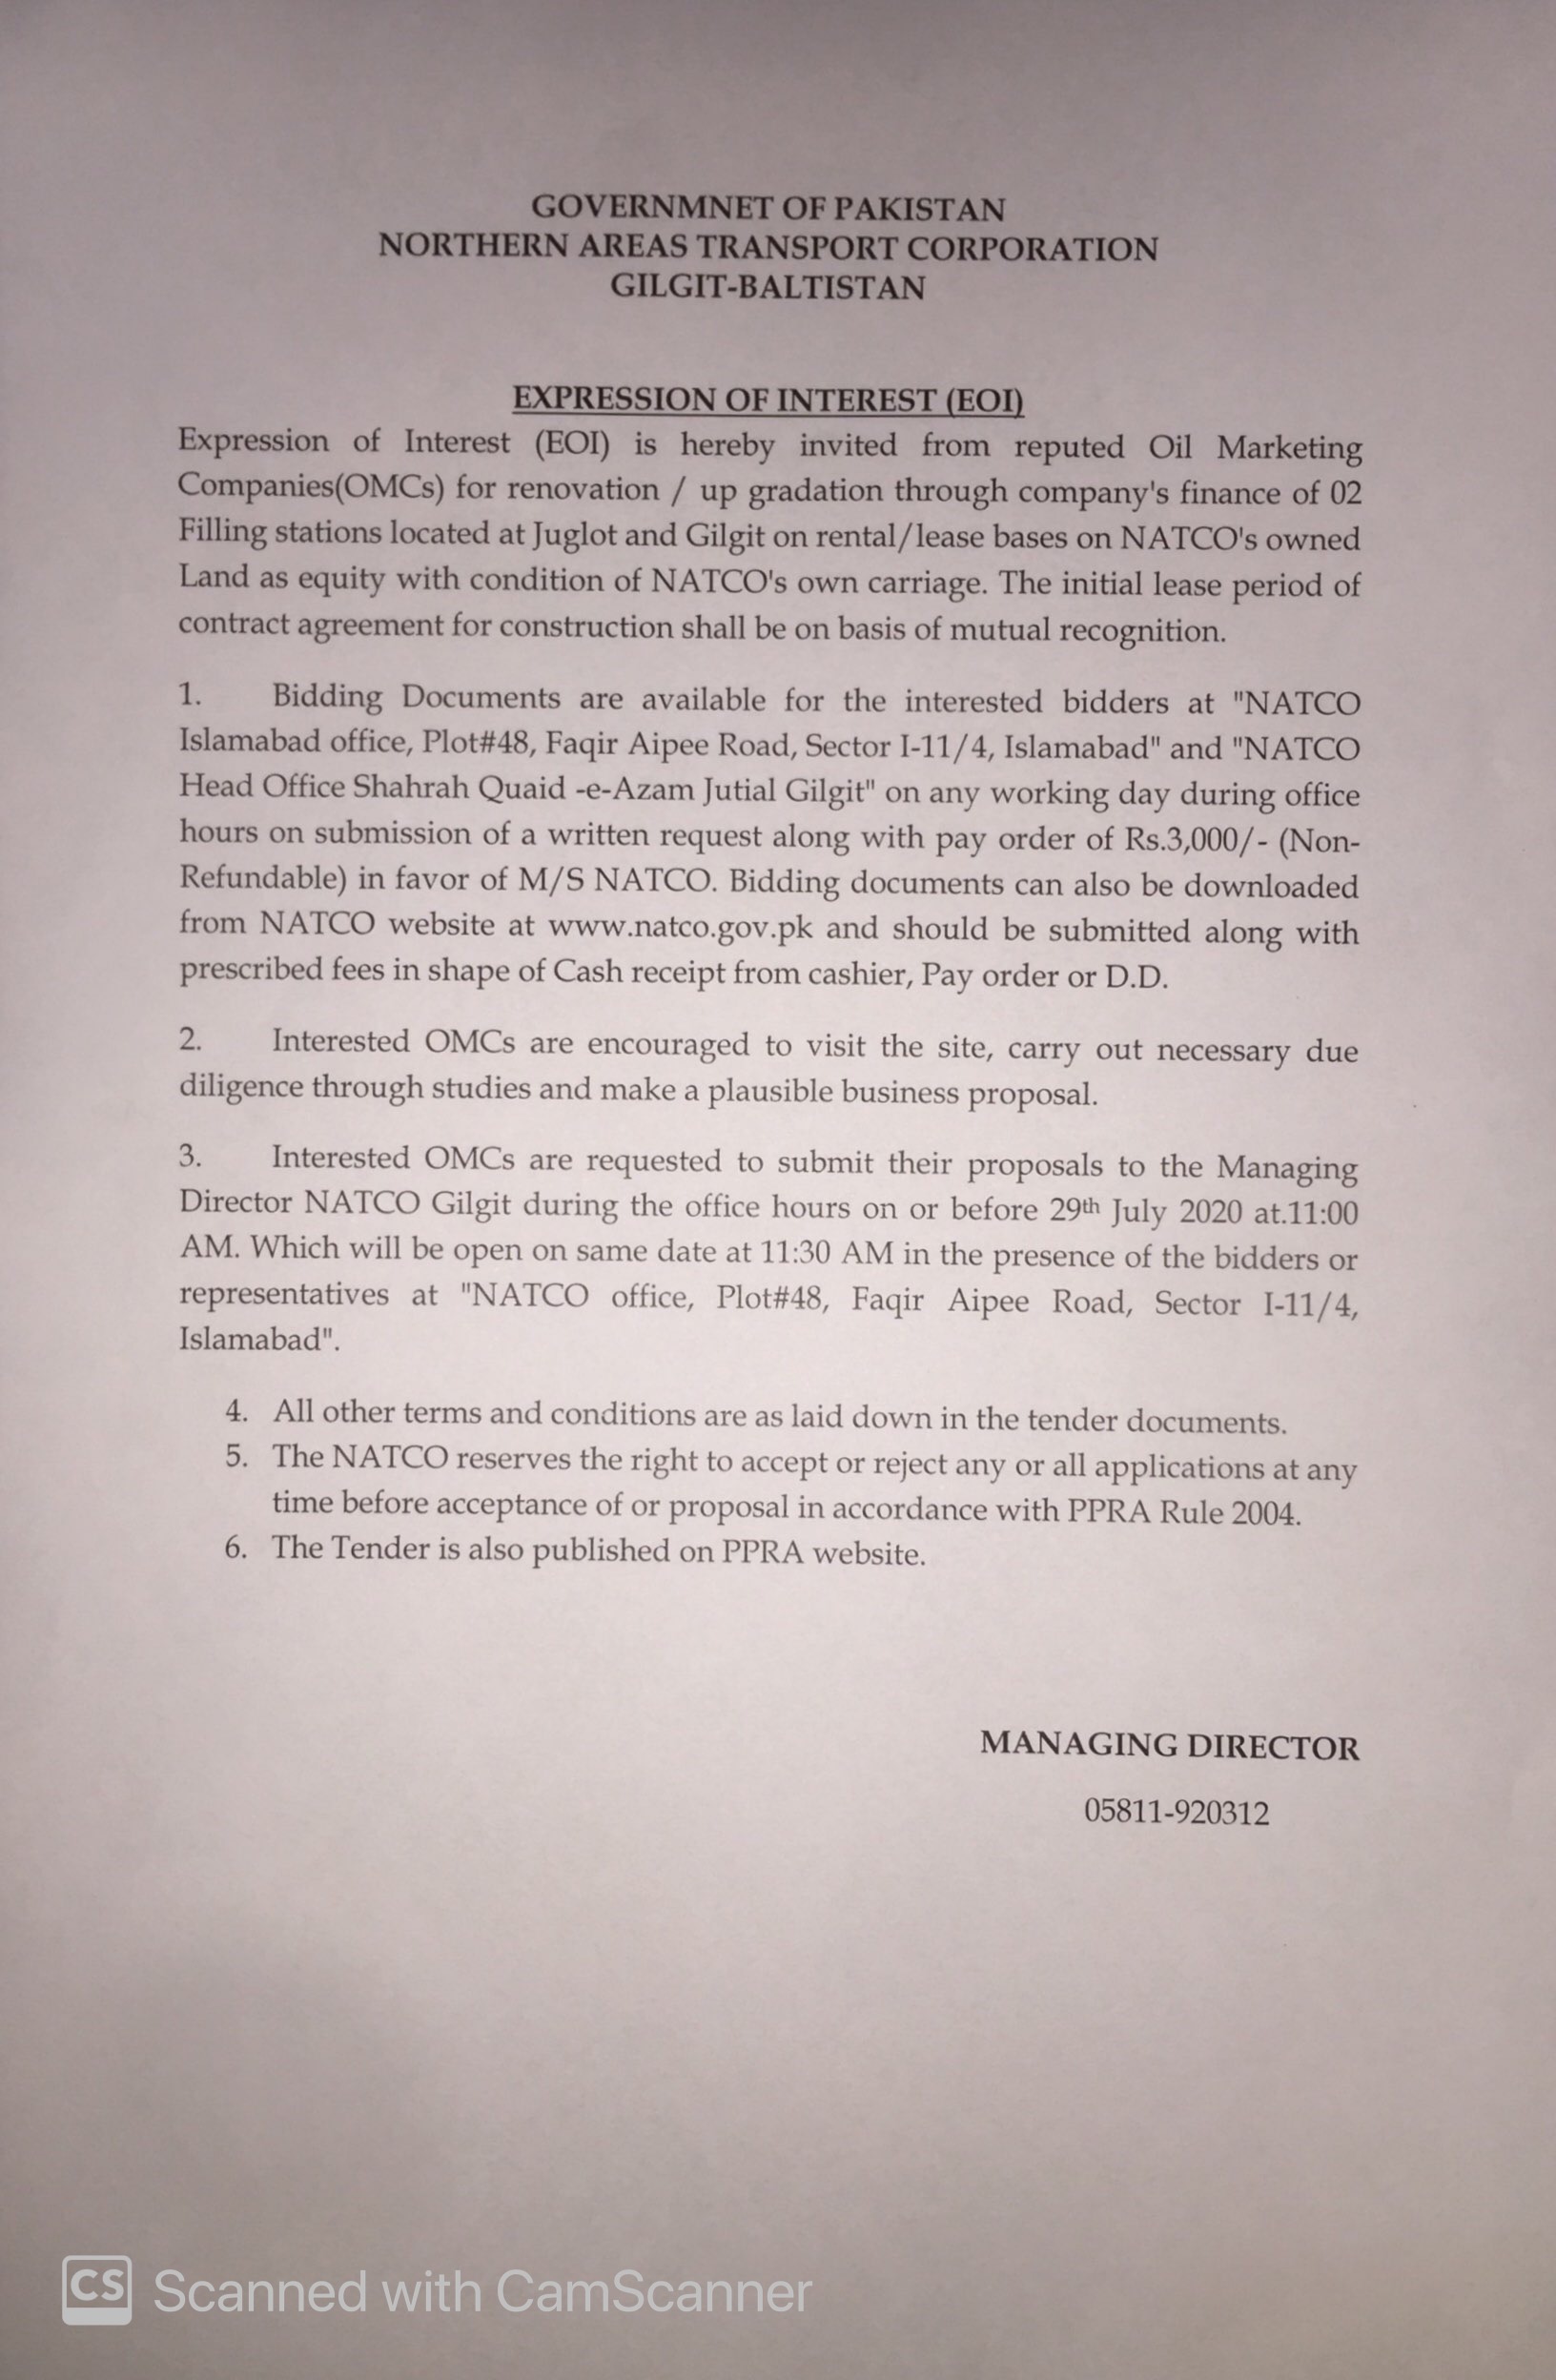 GOVERNMNET OF PAKISTAN
NORTHERN AREAS TRANSPORT CORPORATION
GILGIT-BALTISTAN
EXPRESSION OF INTEREST (EOI)
Expression of Interest (EOI) is hereby invited from reputed Oil Marketing
Companies(OMCs) for renovation / up gradation through company's finance of 02
Filling stations located at Juglot and Gilgit on rental/lease bases on NATCO's owned
Land as equity with condition of NATCO's own carriage. The initial lease period of
contract agreement for construction shall be on basis of mutual recognition.
1. Bidding Documents are available for the interested bidders at "NATCO
Islamabad office, Plot#48, Faqir Aipee Road, Sector I-11/4, Islamabad" and "NATCO
Head Office Shahrah Quaid -e-Azam Jutial Gilgit" on any working day during office
hours on submission of a written request along with pay order of Rs.3,000/- (Non-
Refundable) in favor of M/S NATCO. Bidding documents can also be downloaded
from NATCO website at www.natco.gov.pk and should be submitted along with
prescribed fees in shape of Cash receipt from cashier, Pay order or D.D.
2. Interested OMCs are encouraged to visit the site, carry out necessary due
diligence through studies and make a plausible business proposal.
3. Interested OMCs are requested to submit their proposals to the Managing
Director NATCO Gilgit during the office hours on or before 29th July 2020 at.11:00
AM. Which will be open on same date at 11:30 AM in the presence of the bidders or
representatives at "NATCO office, Plot#48, Faqir Aipee Road, Sector I-11/4,
Islamabad".
4. All other terms and conditions are as laid down in the tender documents.
5. The NATCO reserves the right to accept or reject any or all applications at any
time before acceptance of or proposal in accordance with PPRA Rule 2004.
6. The Tender is also published on PPRA website.
MANAGING DIRECTOR
05811-920312
CS Scanned with CamScanner